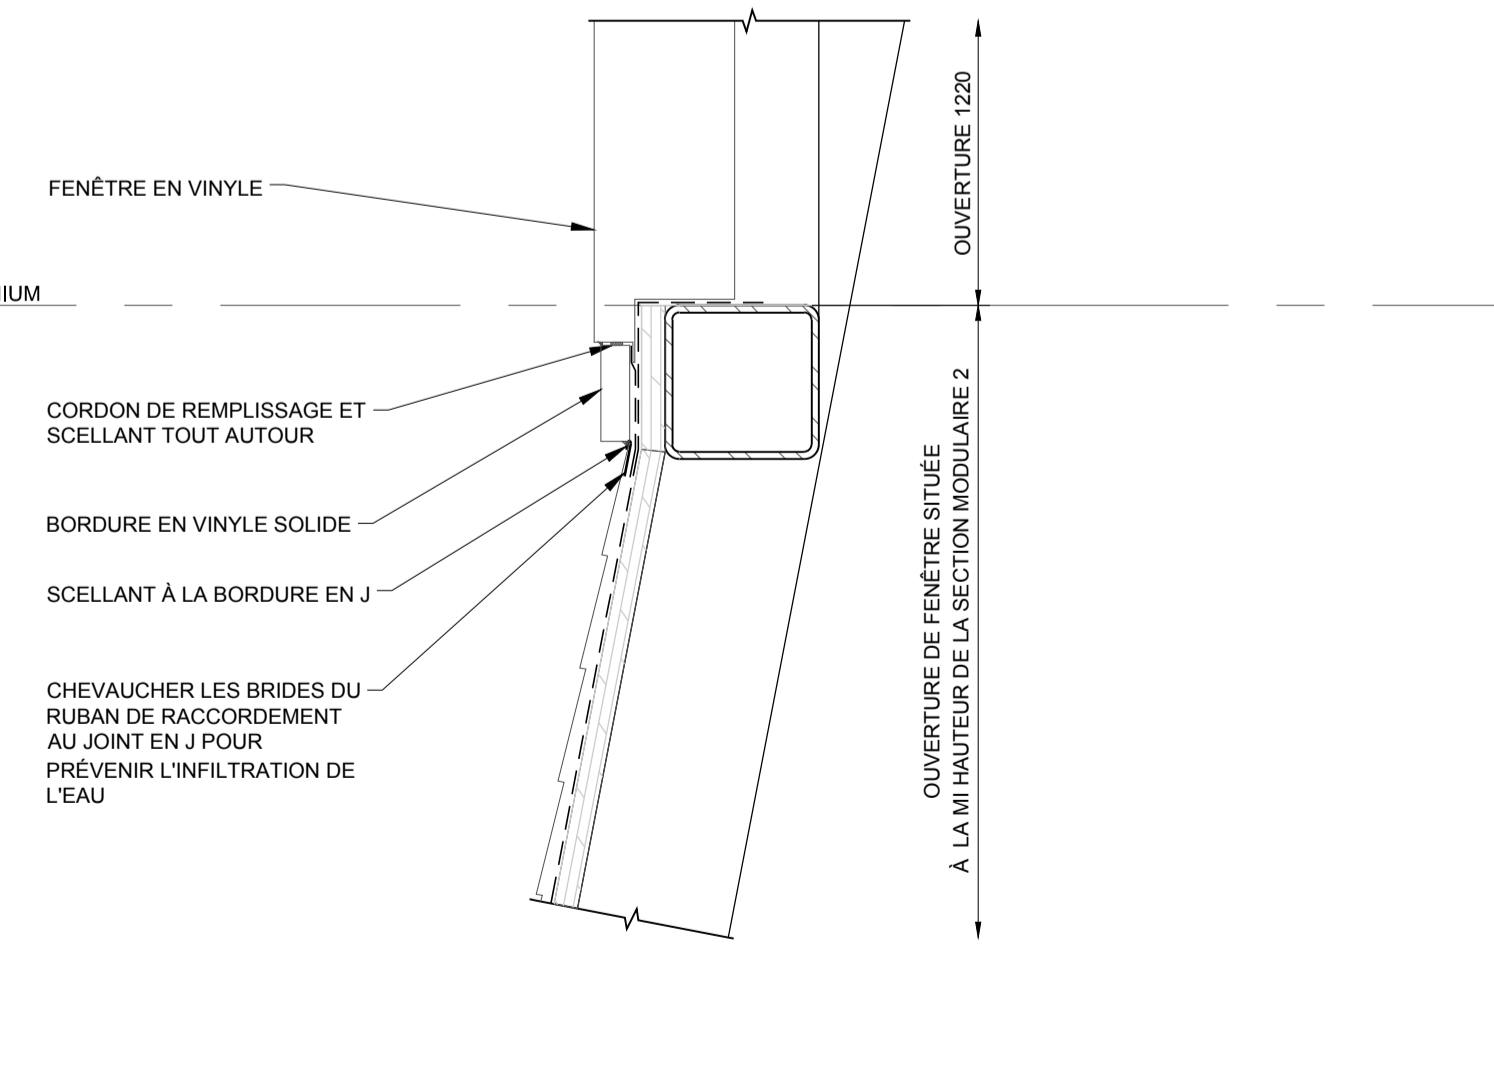 FENÊTRE EN VINYLE
IUM
CORDON DE REMPLISSAGE ET
SCELLANT TOUT AUTOUR
BORDURE EN VINYLE SOLIDE
SCELLANT À LA BORDURE EN J
CHEVAUCHER LES BRIDES DU
RUBAN DE RACCORDEMENT
AU JOINT EN J POUR
PRÉVENIR L'INFILTRATION DE
L'EAU
OUVERTURE 1220
OUVERTURE DE FENÊTRE SITUÉE
À LA MI HAUTEUR DE LA SECTION MODULAIRE 2